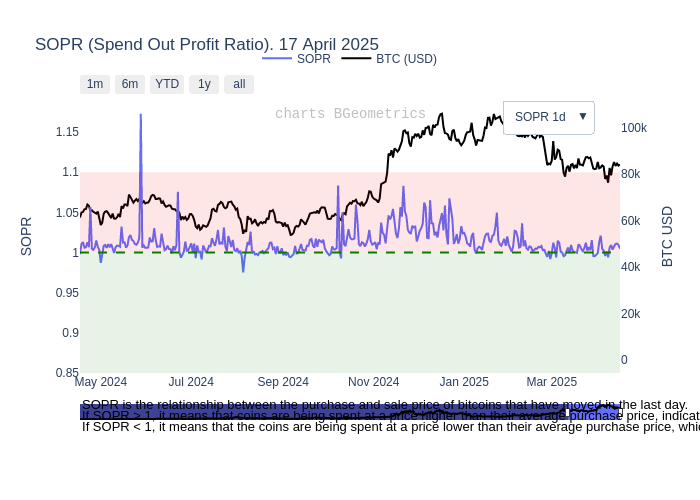 SOPR (Spend Out Profit Ratio). 17 April 2025
SOPR BTC (USD)
1m 6m YTD 1y all
charts BGeometrics
SOPR 1d ▼
1.15
1.1
1.05
1
0.95
0.9
0.85
SOPR
100k
80k
60k
40k
20k
0
BTC USD
May 2024 Jul 2024 Sep 2024 Nov 2024 Jan 2025 Mar 2025
SOPR is the relationship between the purchase and sale price of bitcoins that have moved in the last day.
If SOPR > 1, it means that coins are being spent at a price higher than their average purchase price, indicat
If SOPR < 1, it means that the coins are being spent at a price lower than their average purchase price, whic